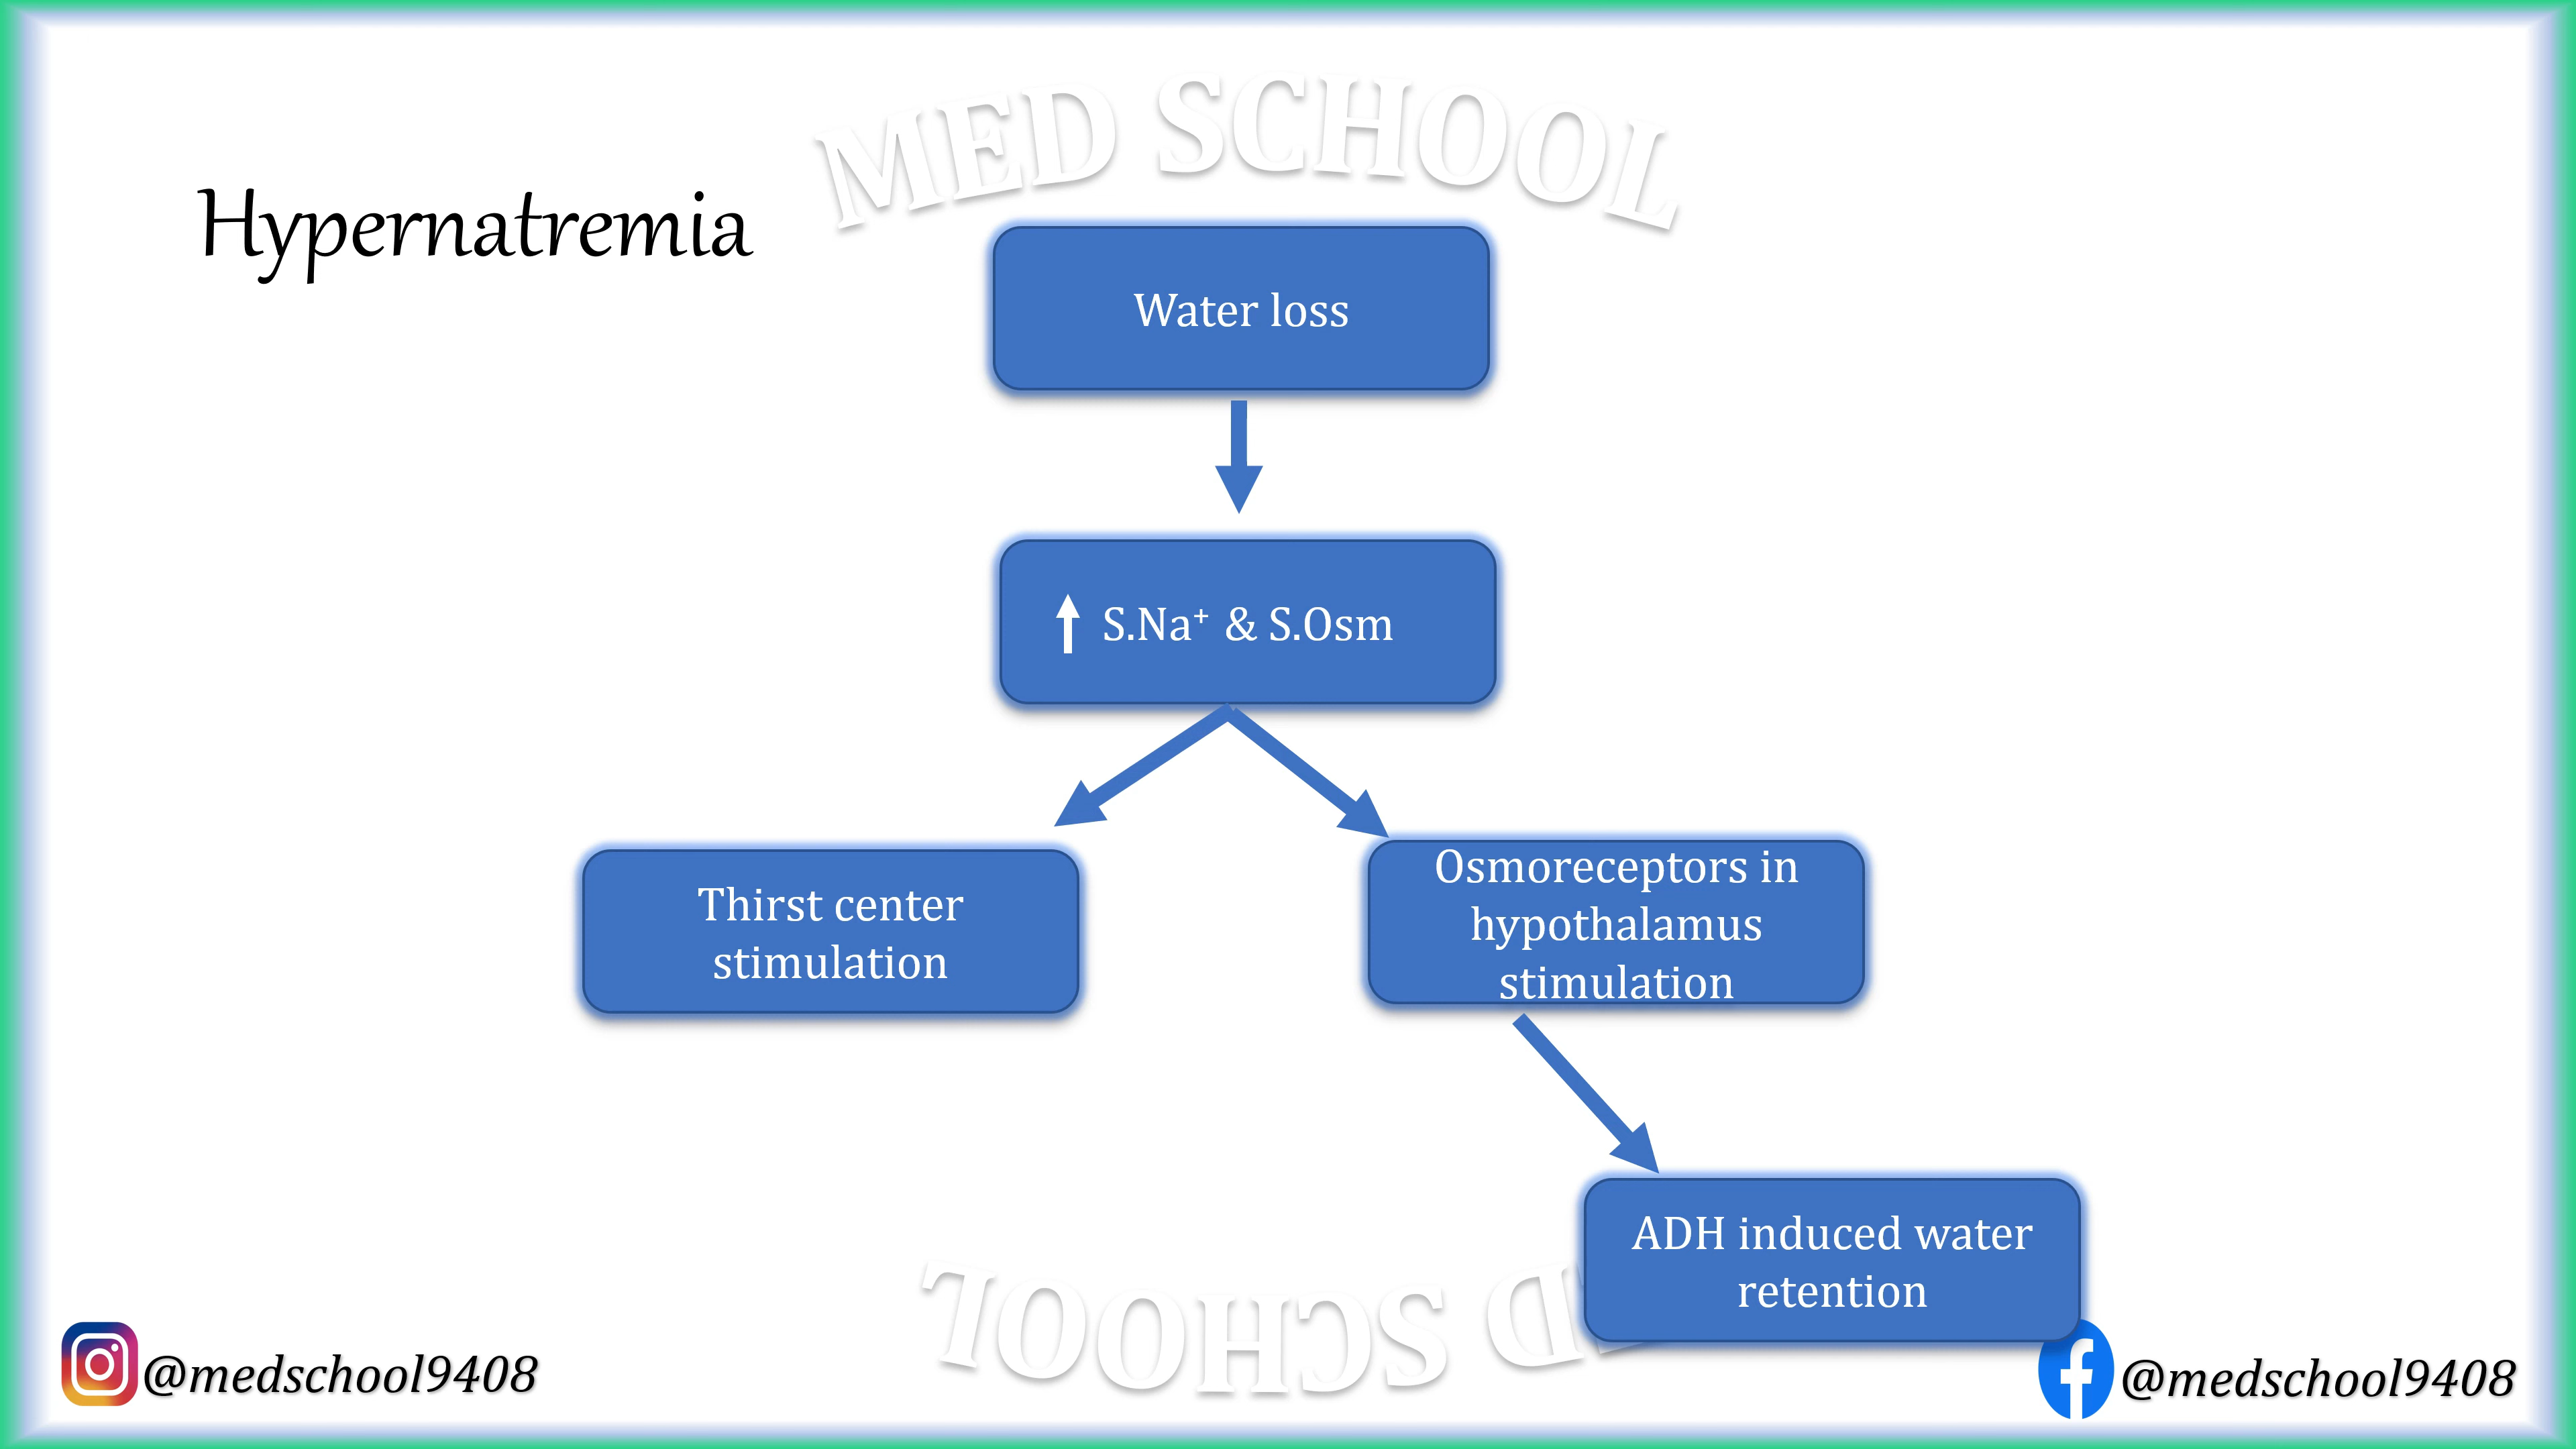 MED SCHOOL
Hypernatremia
Water loss
S.Na⁺ & S.Osm
Thirst center
stimulation
Osmoreceptors in
hypothalamus
stimulation
ADH induced water
retention
D SCHOOL
@medschool9408
@medschool9408